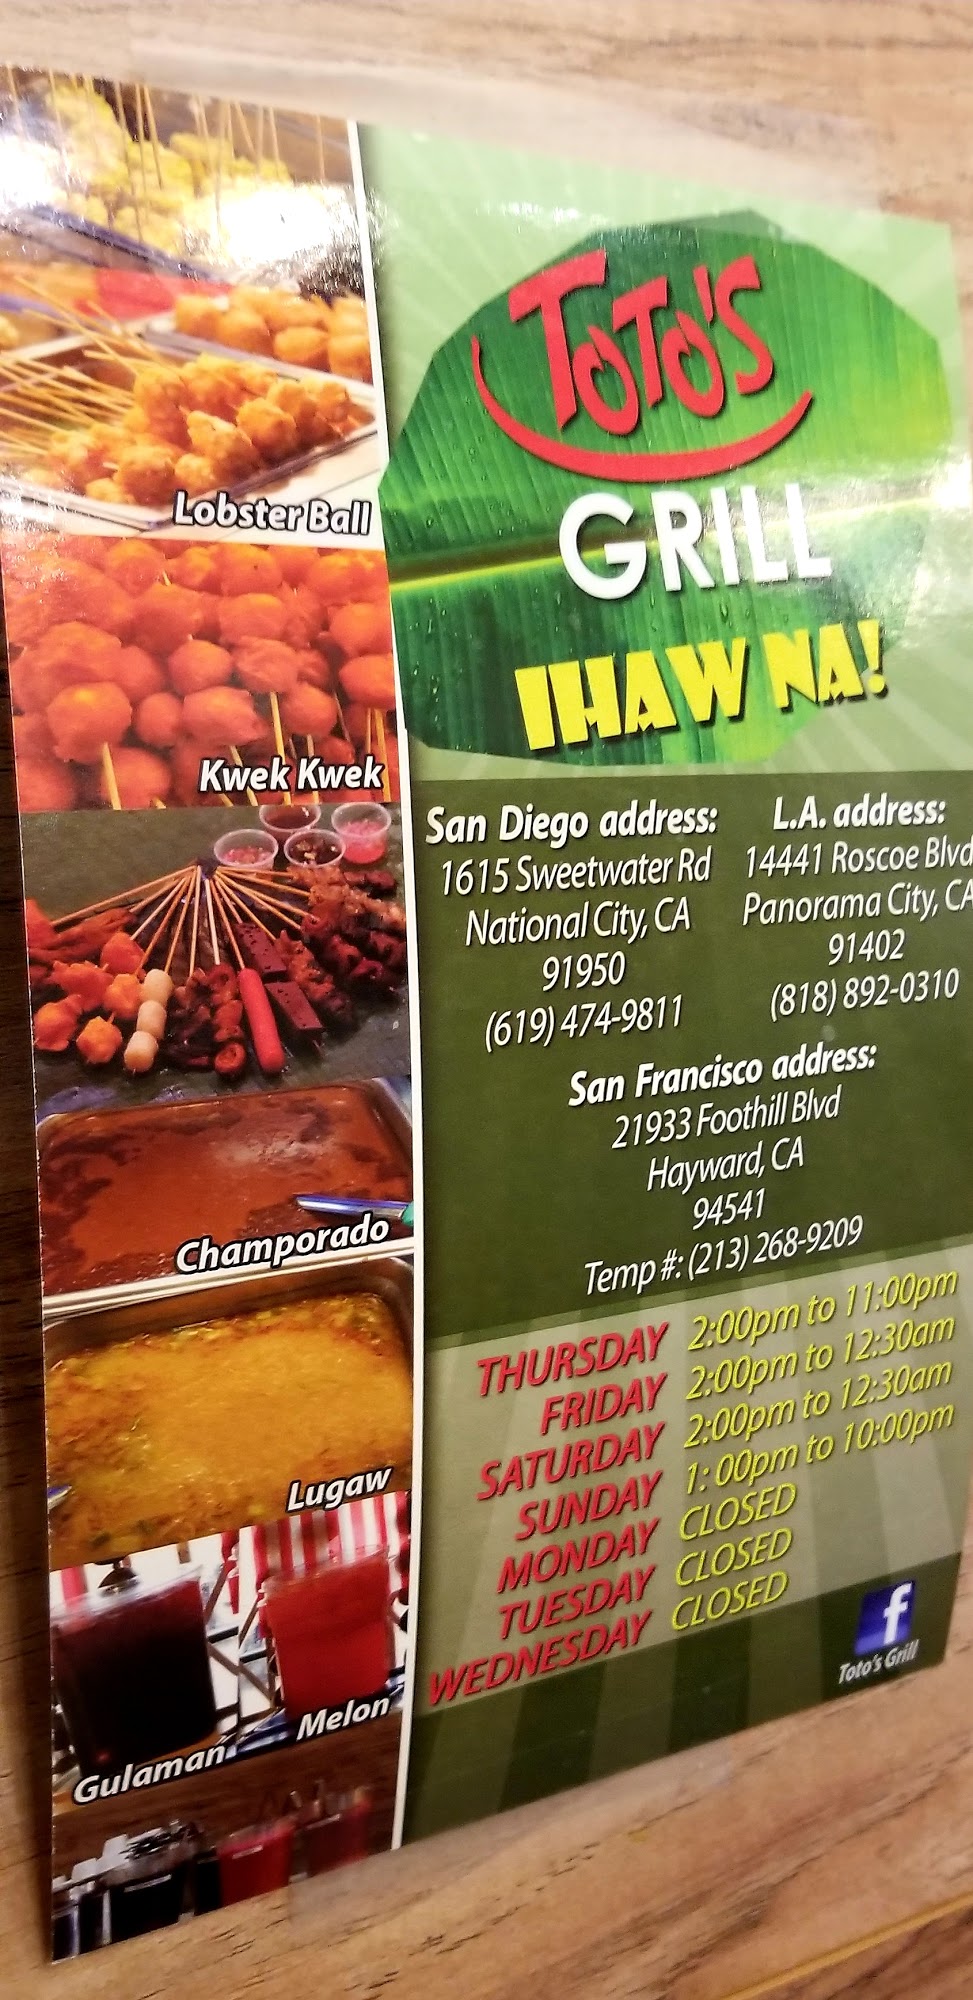 Lobster Ball
Kwek Kwek
Champorado
Lugaw
Melon
Gulaman
TOTO'S
GRILL
IHAW NA!
San Diego address:
1615 Sweetwater Rd
National City, CA
91950
(619) 474-9811
L.A. address:
14441 Roscoe Blvd
Panorama City, CA
91402
(818) 892-0310
San Francisco address:
21933 Foothill Blvd
Hayward, CA
94541
Temp #: (213) 268-9209
THURSDAY 2:00pm to 11:00pm
FRIDAY 2:00pm to 12:30am
SATURDAY 2:00pm to 12:30am
SUNDAY 1: 00pm to 10:00pm
MONDAY CLOSED
TUESDAY CLOSED
WEDNESDAY CLOSED
f
Toto's Grill